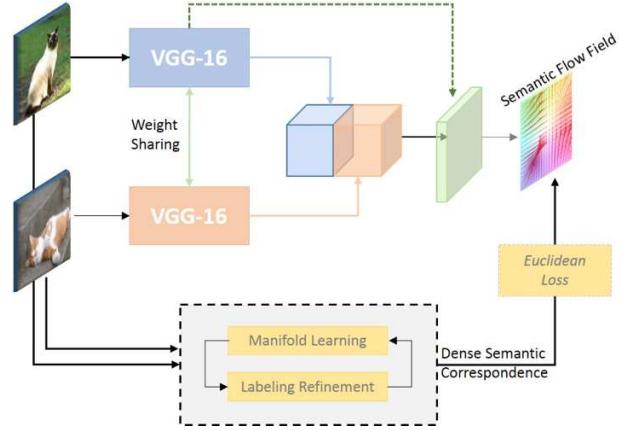 VGG-16
Semantic Flow Field
Weight
Sharing
VGG-16
Euclidean
Loss
Manifold Learning
Labeling Refinement
Dense Semantic
Correspondence